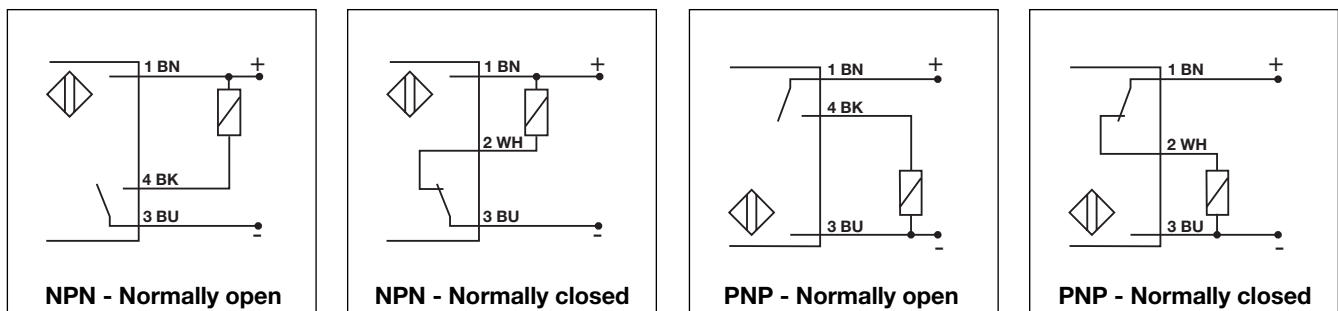 1 BN
+
4 BK
3 BU
-
NPN - Normally open
1 BN
+
2 WH
3 BU
-
NPN - Normally closed
1 BN
+
4 BK
3 BU
-
PNP - Normally open
1 BN
+
2 WH
3 BU
-
PNP - Normally closed